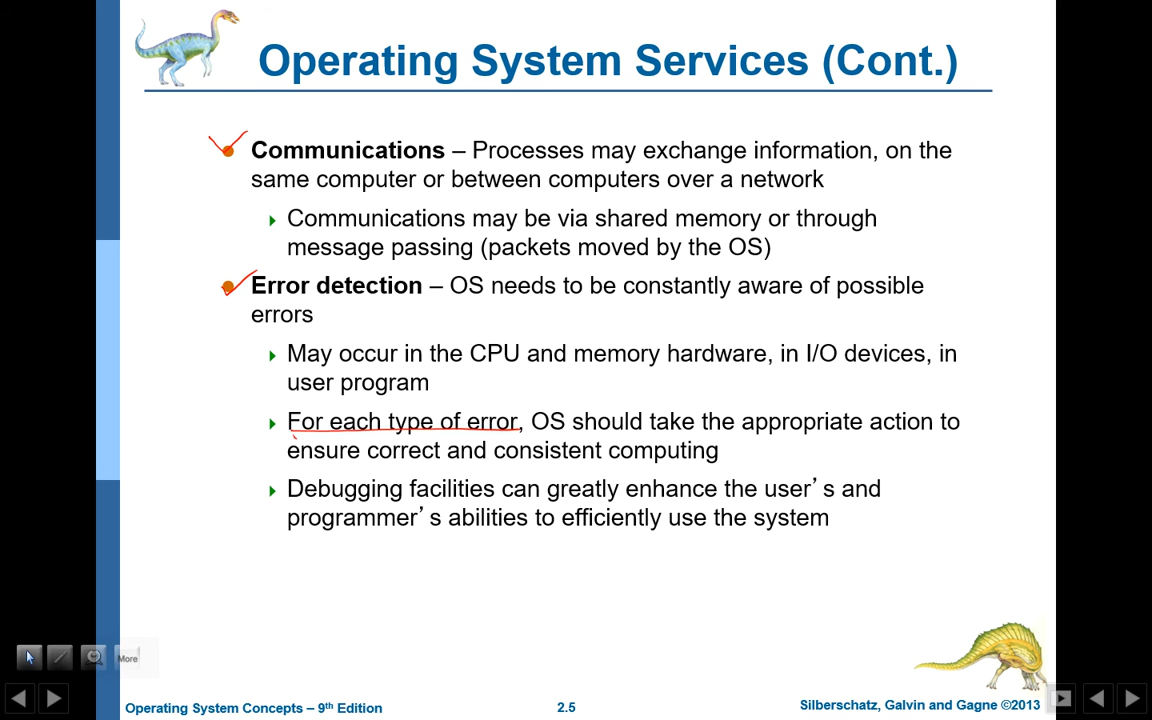 Operating System Services (Cont.)
Communications – Processes may exchange information, on the
same computer or between computers over a network
Communications may be via shared memory or through
message passing (packets moved by the OS)
Error detection – OS needs to be constantly aware of possible
errors
May occur in the CPU and memory hardware, in I/O devices, in
user program
For each type of error, OS should take the appropriate action to
ensure correct and consistent computing
Debugging facilities can greatly enhance the user’s and
programmer’s abilities to efficiently use the system
More
Operating System Concepts – 9th Edition
2.5
Silberschatz, Galvin and Gagne ©2013